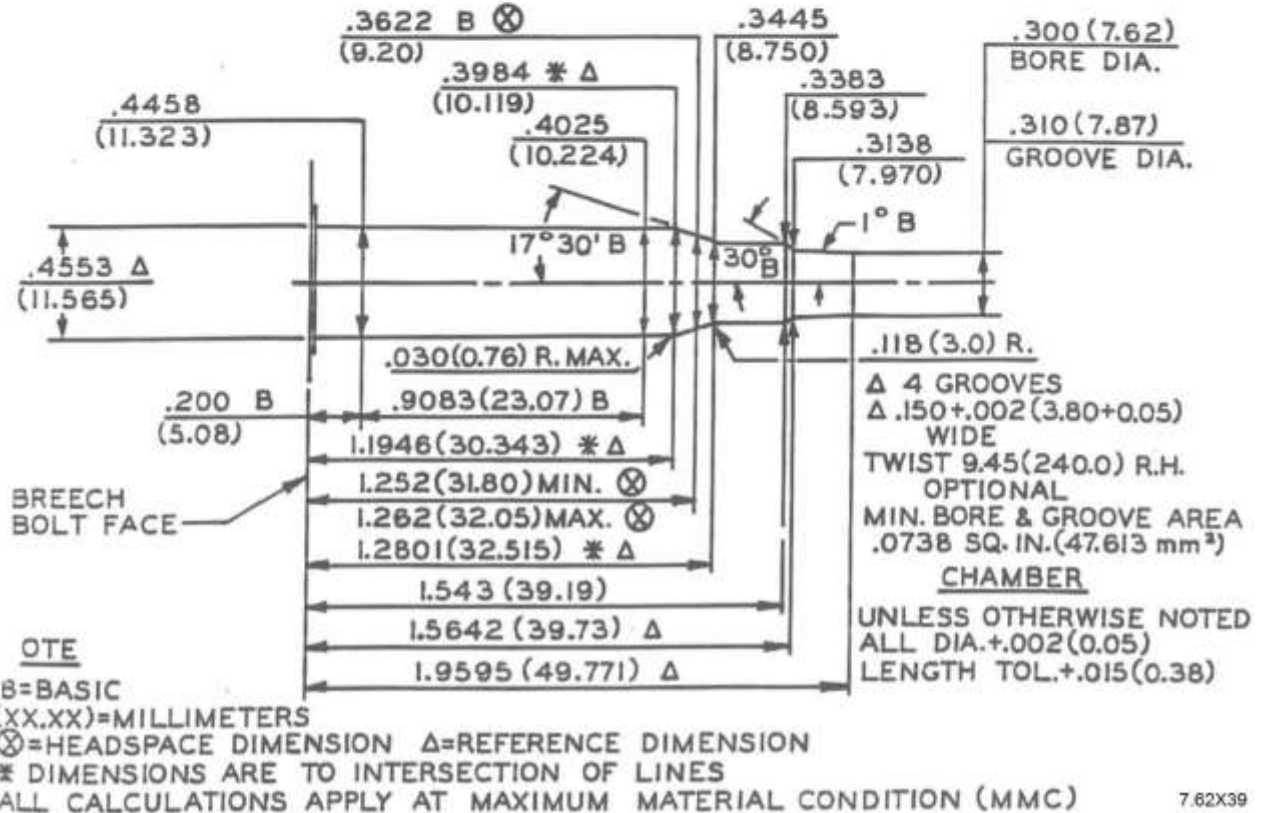 .3622 B ⊗
(9.20)
.3445
(8.750)
.300 (7.62)
BORE DIA.
.3984 * Δ
(10.119)
.3383
(8.593)
.4458
(11.323)
.4025
(10.224)
.310 (7.87)
GROOVE DIA.
.3138
(7.970)
17°30' B
30° B
1° B
.4553 Δ
(11.565)
.030(0.76) R. MAX.
.118 (3.0) R.
.200 B
(5.08)
.9083(23.07) B
1.1946(30.343) * Δ
1.252(31.80) MIN. ⊗
1.262(32.05) MAX. ⊗
1.2801(32.515) * Δ
1.543 (39.19)
1.5642 (39.73) Δ
1.9595 (49.771) Δ
BREECH
BOLT FACE
Δ 4 GROOVES
Δ .150+.002(3.80+0.05)
WIDE
TWIST 9.45(240.0) R.H.
OPTIONAL
MIN. BORE & GROOVE AREA
.0738 SQ. IN.(47.613 mm²)
CHAMBER
UNLESS OTHERWISE NOTED
ALL DIA.+.002(0.05)
LENGTH TOL.+.015(0.38)
OTE
B=BASIC
(XX.XX)=MILLIMETERS
⊗=HEADSPACE DIMENSION Δ=REFERENCE DIMENSION
* DIMENSIONS ARE TO INTERSECTION OF LINES
ALL CALCULATIONS APPLY AT MAXIMUM MATERIAL CONDITION (MMC)
7.62X39